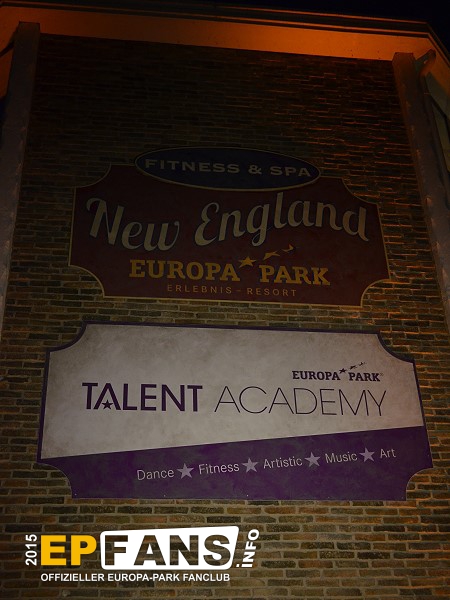 FITNESS & SPA
New England
EUROPA PARK
ERLEBNIS - RESORT
EUROPA PARK
TALENT ACADEMY
Dance ★ Fitness ★ Artistic ★ Music ★ Art
2015 EPFANS.INFO
OFFIZIELLER EUROPA-PARK FANCLUB